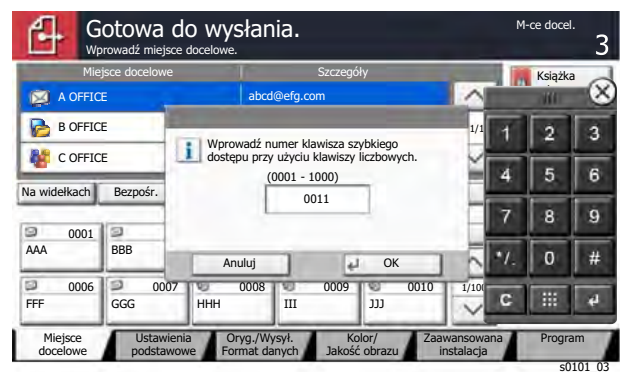 Gotowa do wysłania.
Wprowadź miejsce docelowe.
M-ce docel.
3
Miejsce docelowe
Szczegóły
Książka
A OFFICE
abcd@efg.com
B OFFICE
C OFFICE
1/1
Wprowadź numer klawisza szybkiego
dostępu przy użyciu klawiszy liczbowych.
(0001 - 1000)
0011
Anuluj
OK
1 2 3
4 5 6
7 8 9
*/. 0 #
C
Na widełkach
Bezpośr.
0001
AAA
BBB
0006
FFF
0007
GGG
0008
HHH
0009
III
0010
JJJ
1/100
Miejsce
docelowe
Ustawienia
podstawowe
Oryg./Wysył.
Format danych
Kolor/
Jakość obrazu
Zaawansowana
instalacja
Program
s0101_03